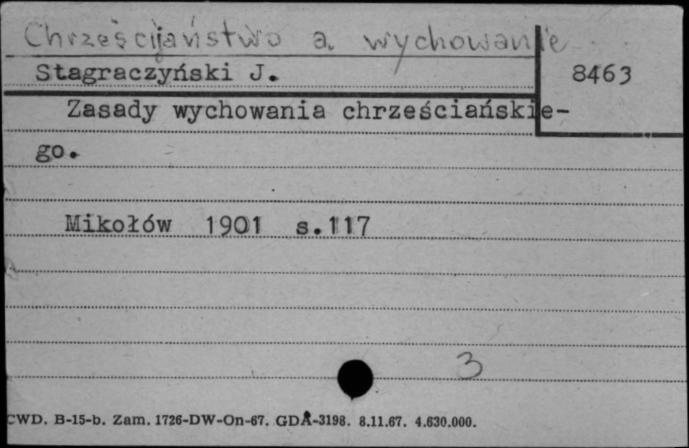 Chrześcijaństwo a wychowanie
Stagraczyński J.
8463
Zasady wychowania chrześciańskie-
go.
Mikołów 1901 s.117
3
CWD. B-15-b. Zam. 1726-DW-On-67. GDA-3198. 8.11.67. 4.630.000.